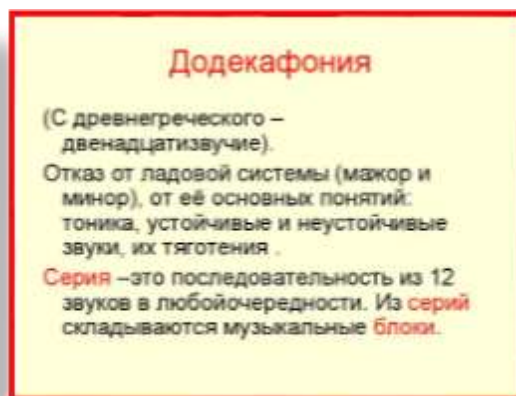 Додекафония
(С древнегреческого –
двенадцатизвучие).
Отказ от ладовой системы (мажор и
минор), от её основных понятий:
тоника, устойчивые и неустойчивые
звуки, их тяготения .
Серия –это последовательность из 12
звуков в любойочередности. Из серий
складываются музыкальные блоки.